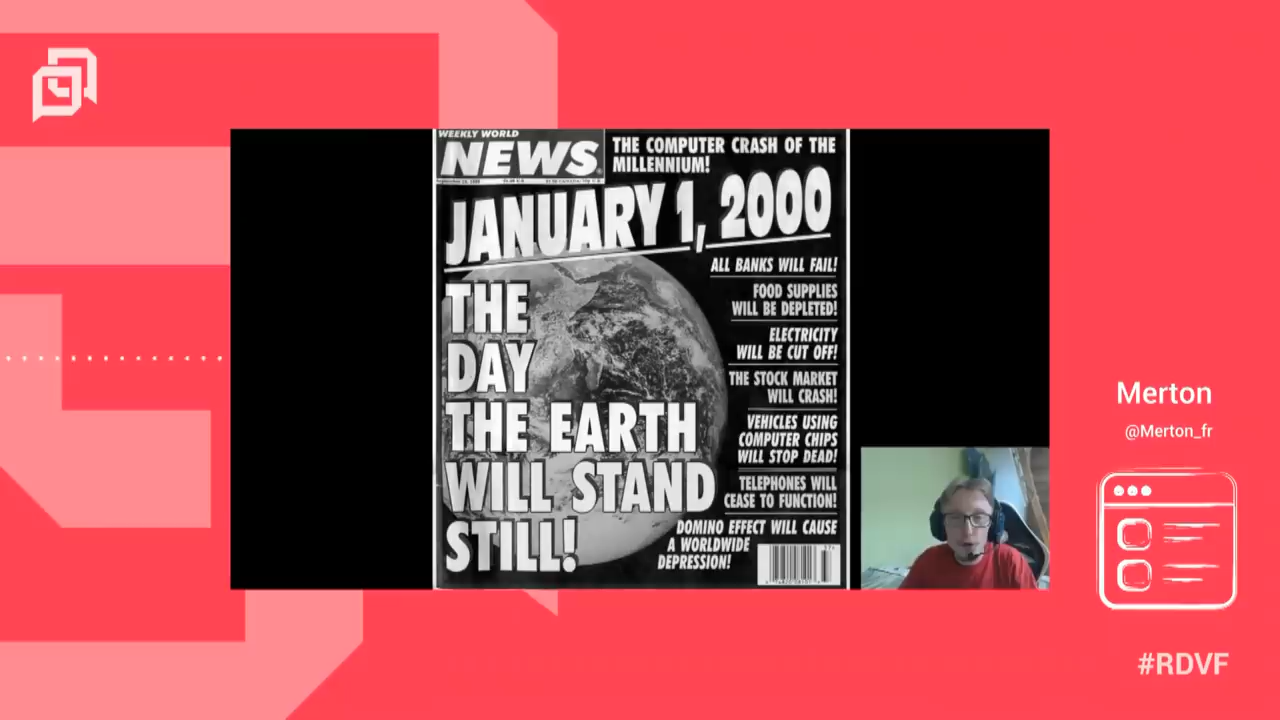 WEEKLY WORLD
NEWS
THE COMPUTER CRASH OF THE
MILLENNIUM!
JANUARY 1, 2000
THE
DAY
THE EARTH
WILL STAND
STILL!
ALL BANKS WILL FAIL!
FOOD SUPPLIES
WILL BE DEPLETED!
ELECTRICITY
WILL BE CUT OFF!
THE STOCK MARKET
WILL CRASH!
VEHICLES USING
COMPUTER CHIPS
WILL STOP DEAD!
TELEPHONES WILL
CEASE TO FUNCTION!
DOMINO EFFECT WILL CAUSE
A WORLDWIDE
DEPRESSION!
Merton
@Merton_fr
#RDVF